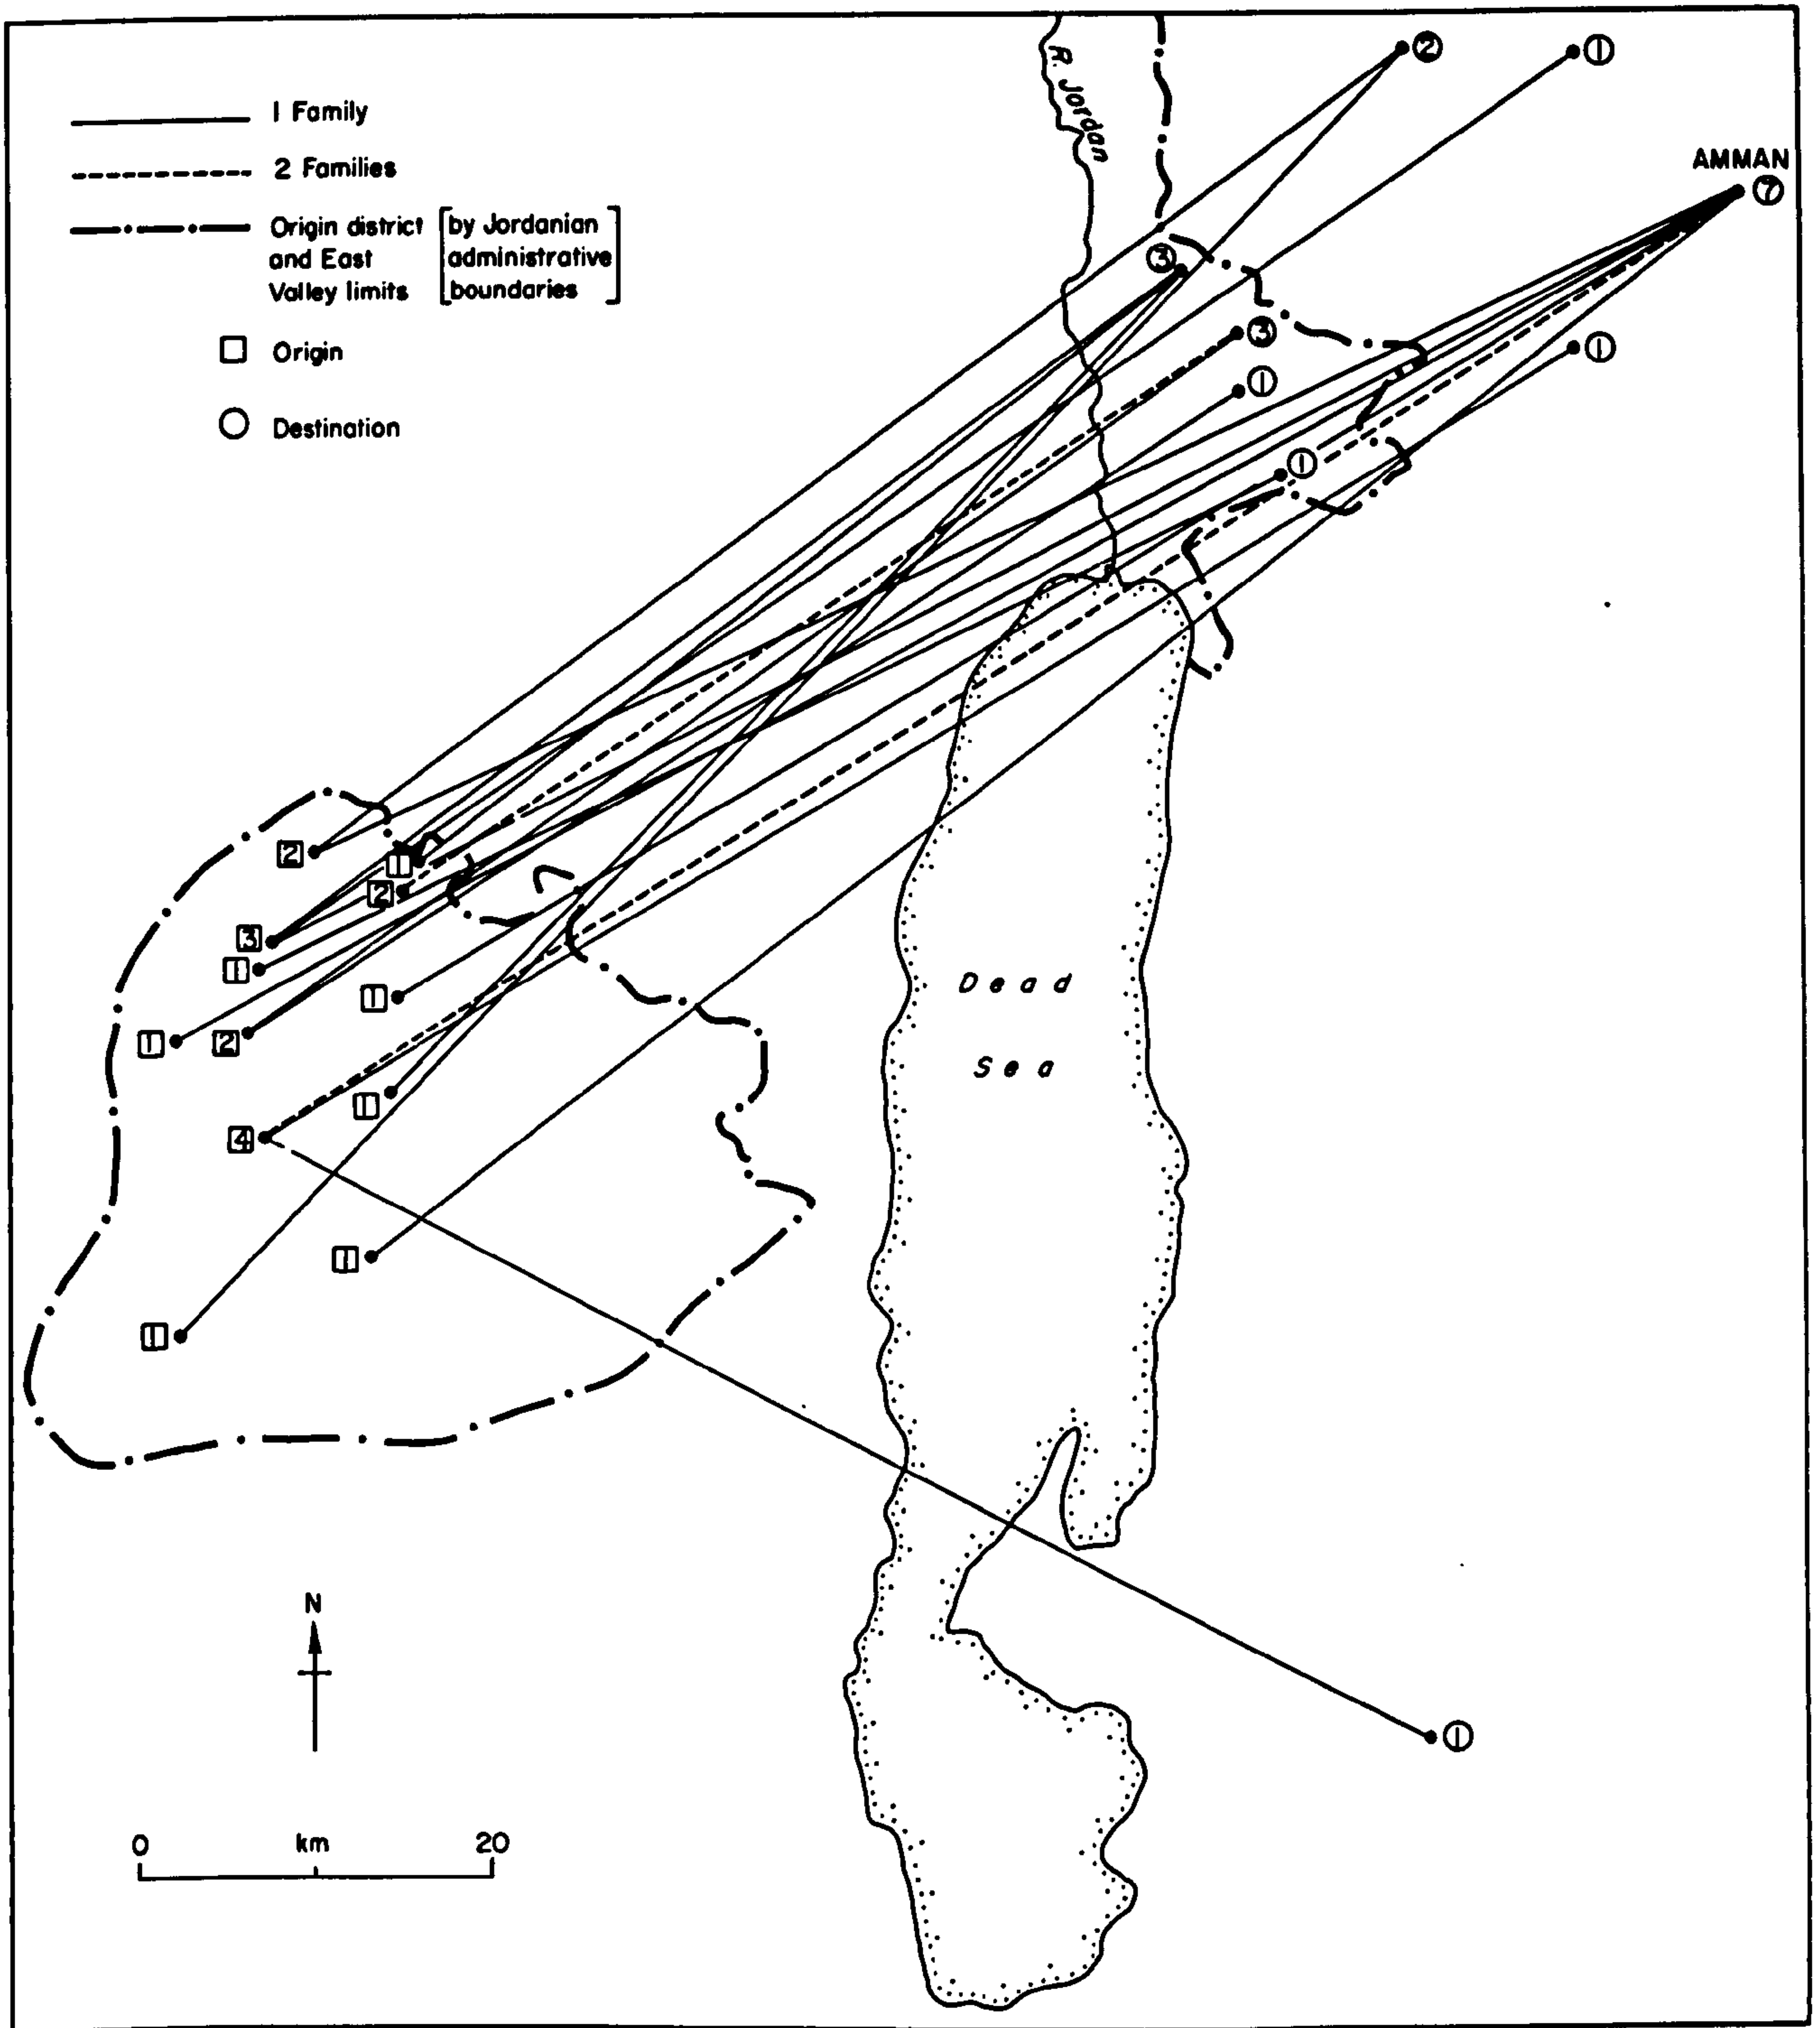 R. Jordan
2
1
1 Family
2 Families
AMMAN
7
Origin district [by Jordanian
and East administrative
Valley limits boundaries]
3
3
1
Origin
1
Destination
1
2
1
2
3
1
1
1
2
Dead
Sea
1
4
1
1
N
1
0 km 20